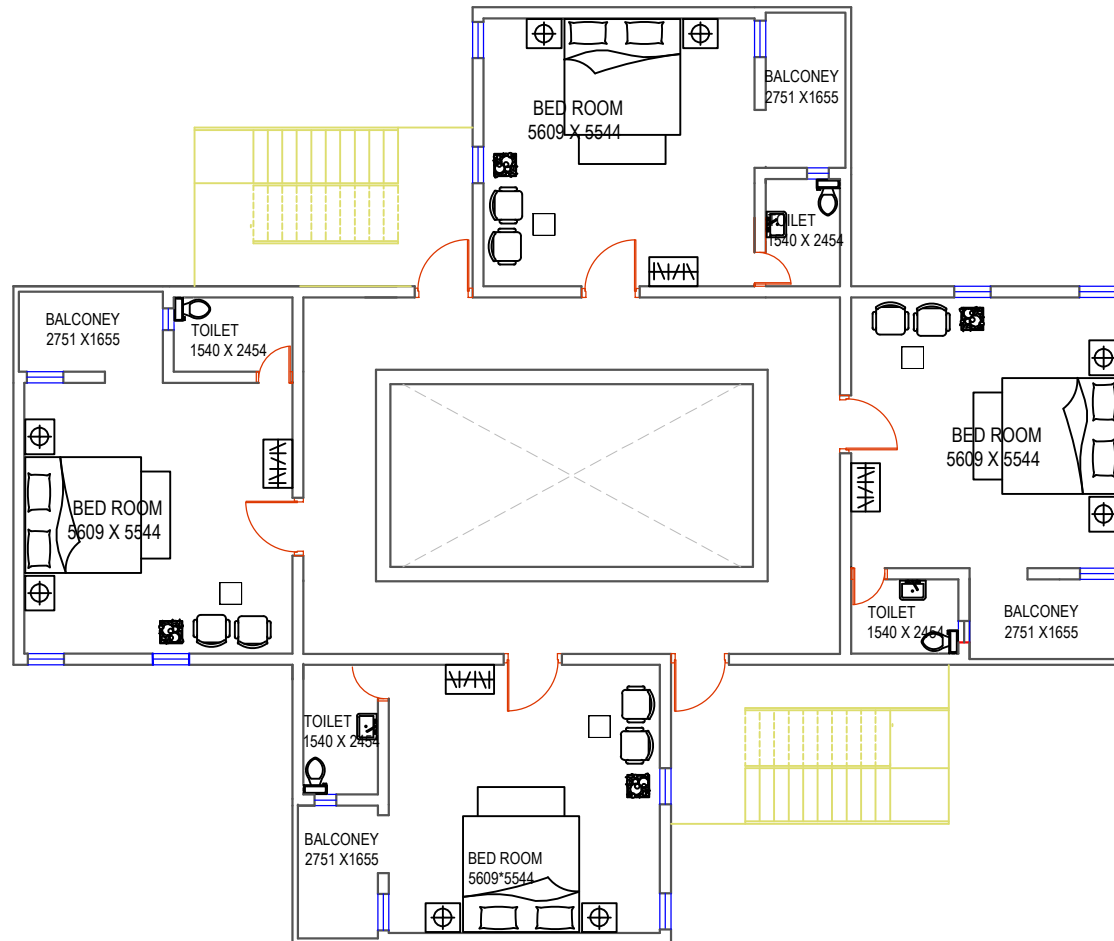 BALCONEY
2751 X1655
BED ROOM
5609 X 5544
TOILET
1540 X 2454
BALCONEY
2751 X1655
TOILET
1540 X 2454
BED ROOM
5609 X 5544
BED ROOM
5609 X 5544
TOILET
1540 X 2454
BALCONEY
2751 X1655
TOILET
1540 X 2454
BALCONEY
2751 X1655
BED ROOM
5609*5544